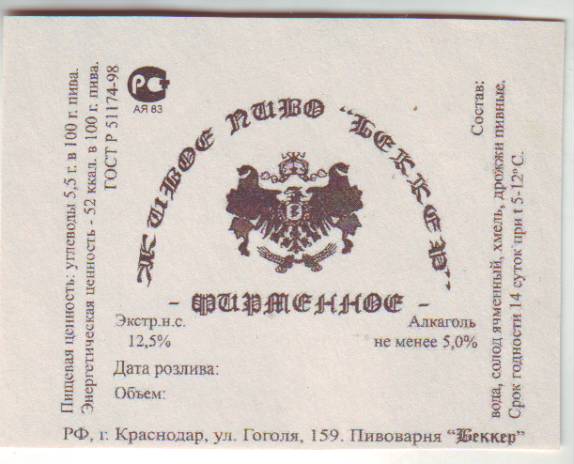 Пищевая ценность: углеводы 5,5 г. в 100 г. пива.
Энергетическая ценность - 52 ккал. в 100 г. пива.
ГОСТ Р 51174-98
РС
АЯ 83
ЖИВОЕ ПИВО "БЕККЕР"
- ФИРМЕННОЕ -
Экстр.н.с.
12,5%
Алкаголь
не менее 5,0%
Дата розлива:
Объем:
Состав:
вода, солод ячменный, хмель, дрожжи пивные.
Срок годности 14 суток при t 5-12° С.
РФ, г. Краснодар, ул. Гоголя, 159. Пивоварня "Беккер"